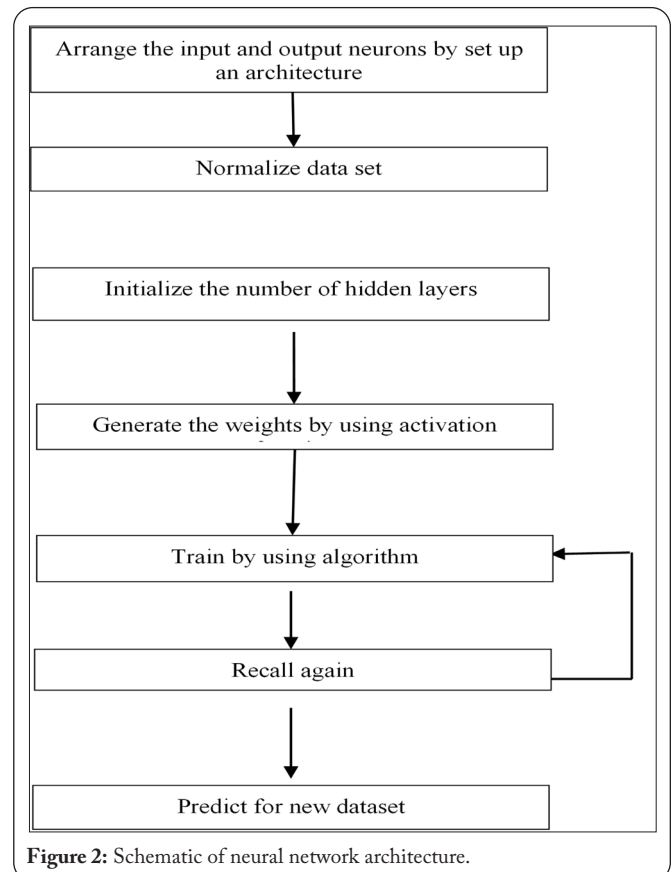 Arrange the input and output neurons by set up
an architecture
Normalize data set
Initialize the number of hidden layers
Generate the weights by using activation
Train by using algorithm
Recall again
Predict for new dataset
Figure 2: Schematic of neural network architecture.